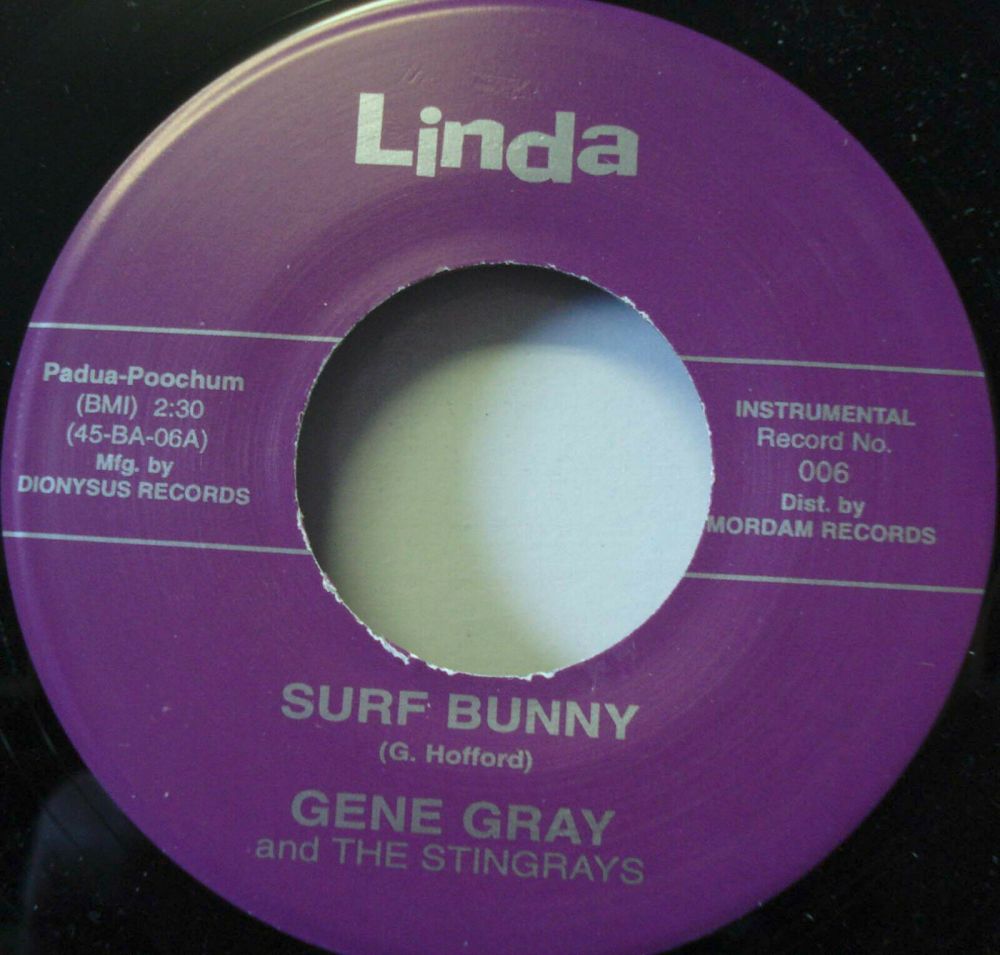 Linda
Padua-Poochum
(BMI) 2:30
(45-BA-06A)
Mfg. by
DIONYSUS RECORDS
INSTRUMENTAL
Record No.
006
Dist. by
MORDAM RECORDS
SURF BUNNY
(G. Hofford)
GENE GRAY
and THE STINGRAYS